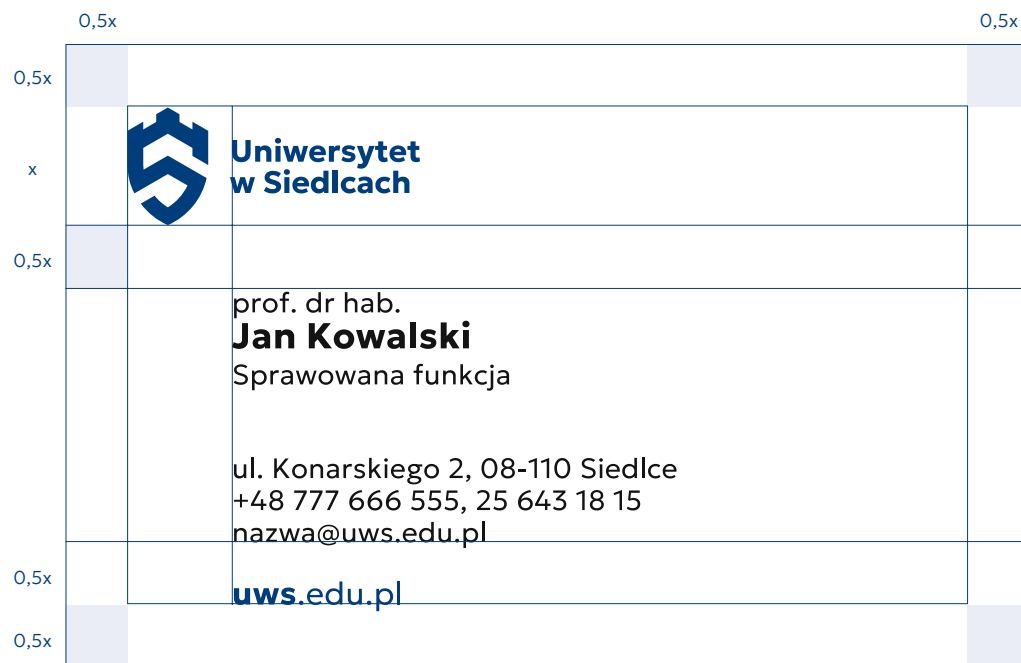 0,5x 0,5x
0,5x
x
Uniwersytet
w Siedlcach
0,5x
prof. dr hab.
Jan Kowalski
Sprawowana funkcja
ul. Konarskiego 2, 08-110 Siedlce
+48 777 666 555, 25 643 18 15
nazwa@uws.edu.pl
0,5x
uws.edu.pl
0,5x